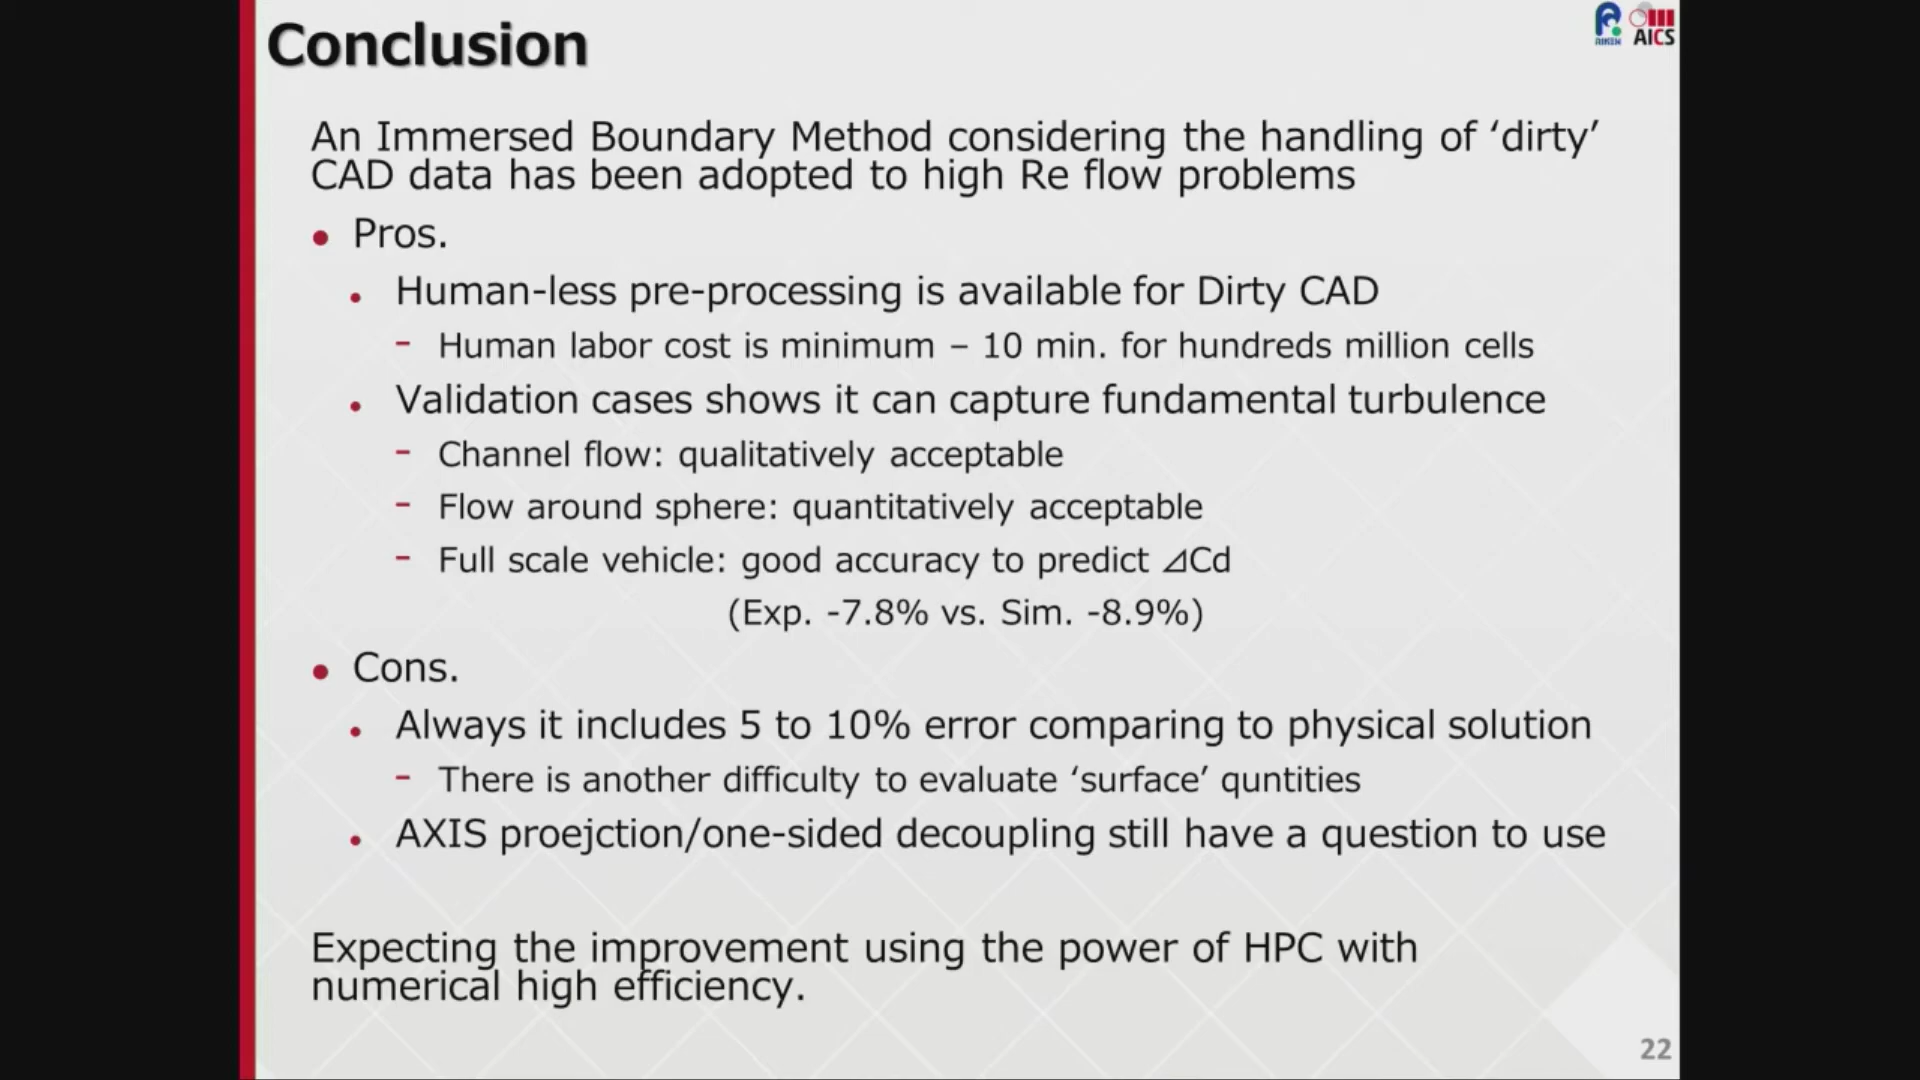 Conclusion
RIKEN
AICS
An Immersed Boundary Method considering the handling of ‘dirty’
CAD data has been adopted to high Re flow problems
• Pros.
• Human-less pre-processing is available for Dirty CAD
– Human labor cost is minimum – 10 min. for hundreds million cells
• Validation cases shows it can capture fundamental turbulence
– Channel flow: qualitatively acceptable
– Flow around sphere: quantitatively acceptable
– Full scale vehicle: good accuracy to predict ⊿Cd
(Exp. -7.8% vs. Sim. -8.9%)
• Cons.
• Always it includes 5 to 10% error comparing to physical solution
– There is another difficulty to evaluate ‘surface’ quntities
• AXIS proejction/one-sided decoupling still have a question to use
Expecting the improvement using the power of HPC with
numerical high efficiency.
22